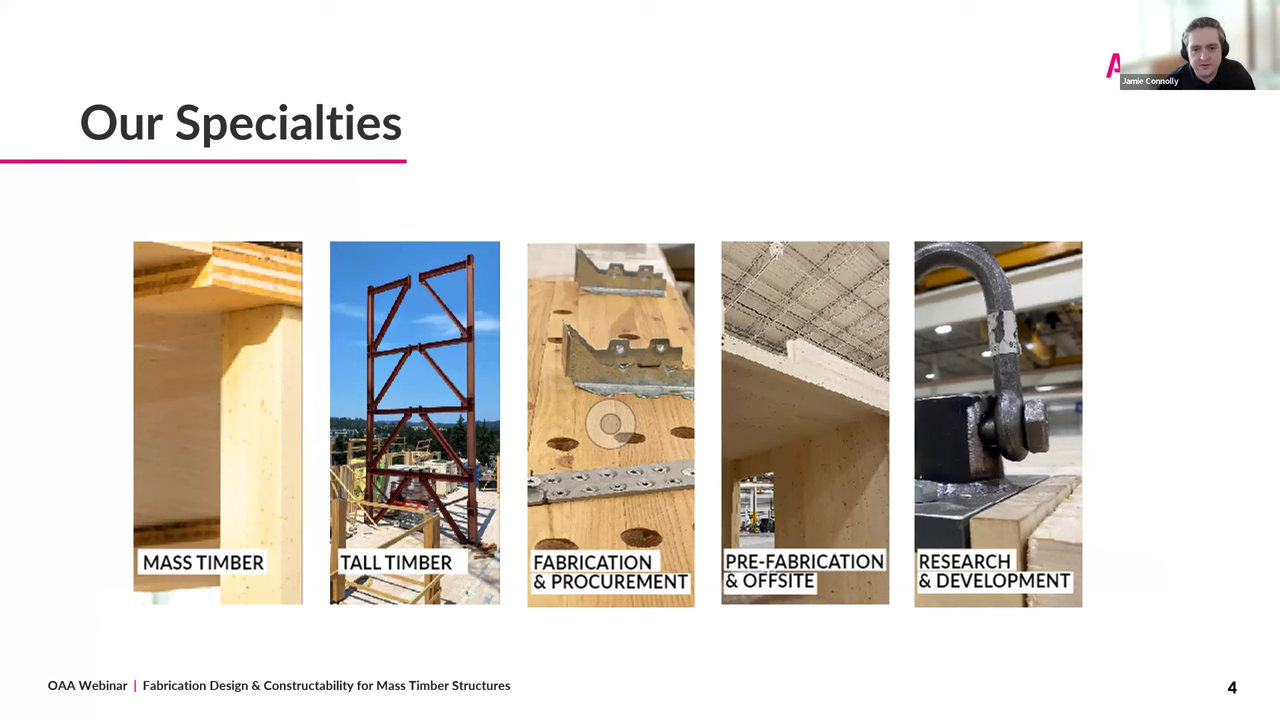 A
Jamie Connolly
Our Specialties
MASS TIMBER
TALL TIMBER
FABRICATION
& PROCUREMENT
PRE-FABRICATION
& OFFSITE
RESEARCH
& DEVELOPMENT
OAA Webinar | Fabrication Design & Constructability for Mass Timber Structures
4